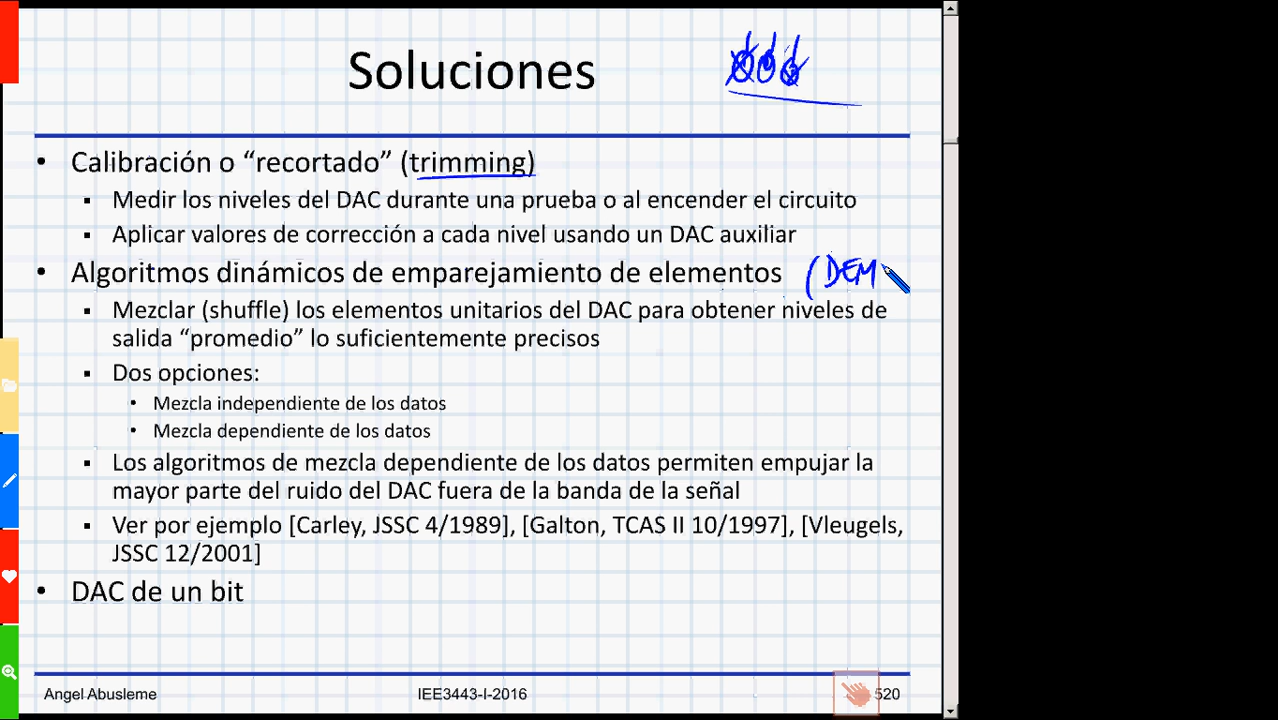 Soluciones
• Calibración o “recortado” (trimming)
▪ Medir los niveles del DAC durante una prueba o al encender el circuito
▪ Aplicar valores de corrección a cada nivel usando un DAC auxiliar
• Algoritmos dinámicos de emparejamiento de elementos (DEM
▪ Mezclar (shuffle) los elementos unitarios del DAC para obtener niveles de
salida “promedio” lo suficientemente precisos
▪ Dos opciones:
• Mezcla independiente de los datos
• Mezcla dependiente de los datos
▪ Los algoritmos de mezcla dependiente de los datos permiten empujar la
mayor parte del ruido del DAC fuera de la banda de la señal
▪ Ver por ejemplo [Carley, JSSC 4/1989], [Galton, TCAS II 10/1997], [Vleugels,
JSSC 12/2001]
• DAC de un bit
Angel Abusleme IEE3443-I-2016 520